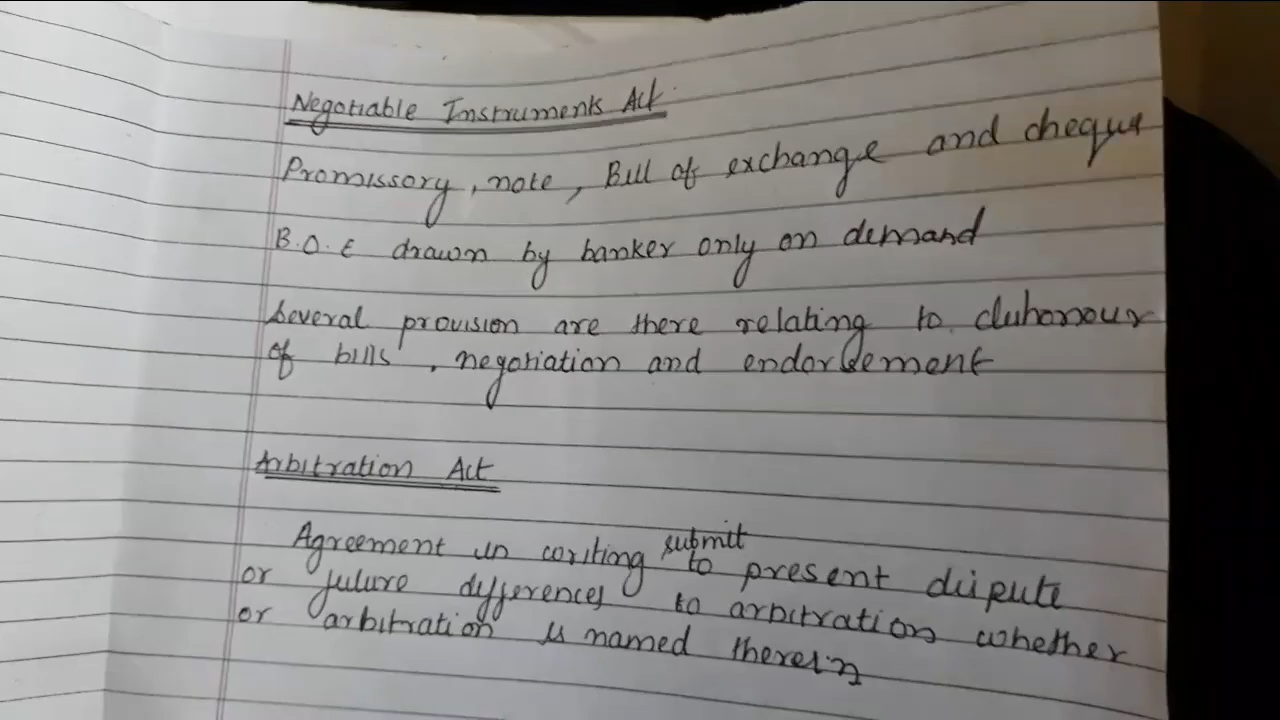 Negotiable Instruments Act.
Promissory, note, Bill of exchange and cheque
B.O.E drawn by banker only on demand
Several provision are there relating to dishonour
of bills, negotiation and endorsement
Arbitration Act
Agreement in writing submit to present dispute
or future differences to arbitration whether
or arbitration is named therein